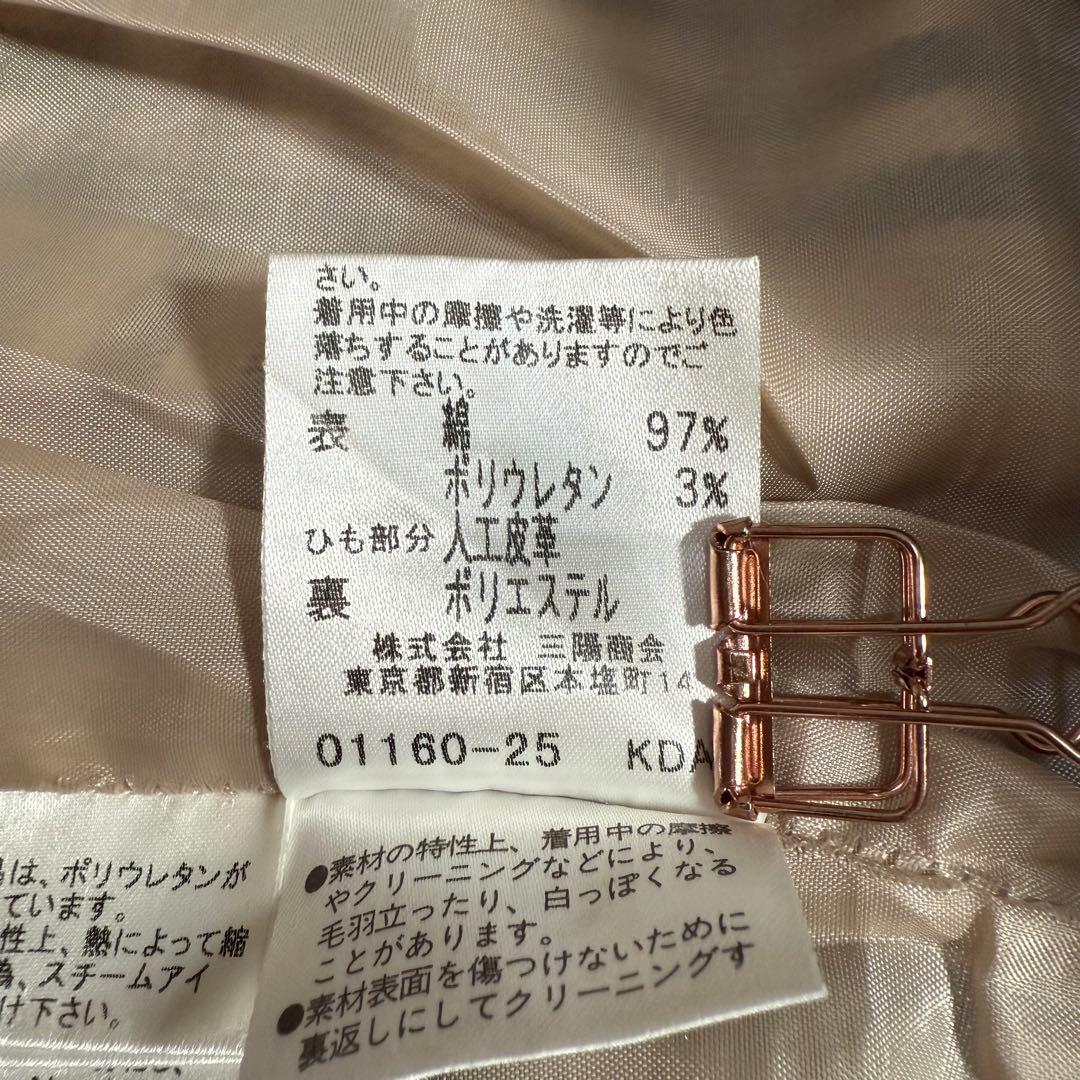 さい。
着用中の摩擦や洗濯等により色
落ちすることがありますのでご
注意下さい。
表 綿 97%
ポリウレタン 3%
ひも部分 人工皮革
裏 ポリエステル
株式会社 三陽商会
東京都新宿区本塩町14
01160-25 KDA
は、ポリウレタンが
ています。
性上、熱によって縮
為、スチームアイ
け下さい。
●素材の特性上、着用中の摩擦
やクリーニングなどにより、
毛羽立ったり、白っぽくなる
ことがあります。
●素材表面を傷つけないために
裏返しにしてクリーニングす